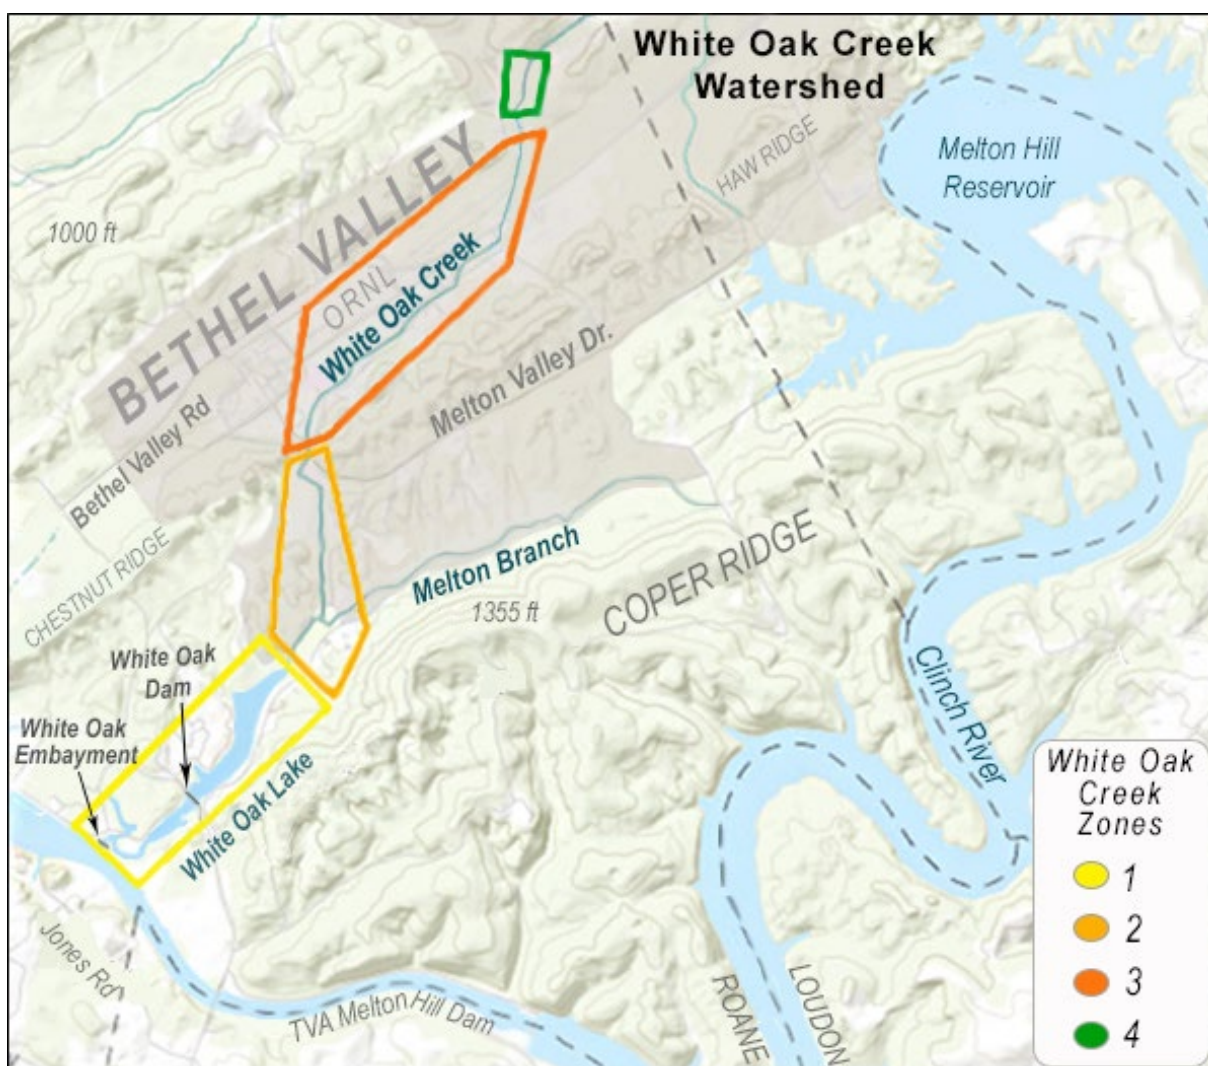 White Oak Creek
Watershed
BETHEL VALLEY
HAW RIDGE
Melton Hill
Reservoir
1000 ft
ORNL
White Oak Creek
Melton Valley Dr.
Bethel Valley Rd
CHESTNUT RIDGE
Melton Branch
1355 ft
COPER RIDGE
White Oak
Dam
White Oak
Embayment
White Oak Lake
Clinch River
Jones Rd
TVA Melton Hill Dam
ROANE
LOUDON
White Oak
Creek
Zones
1
2
3
4